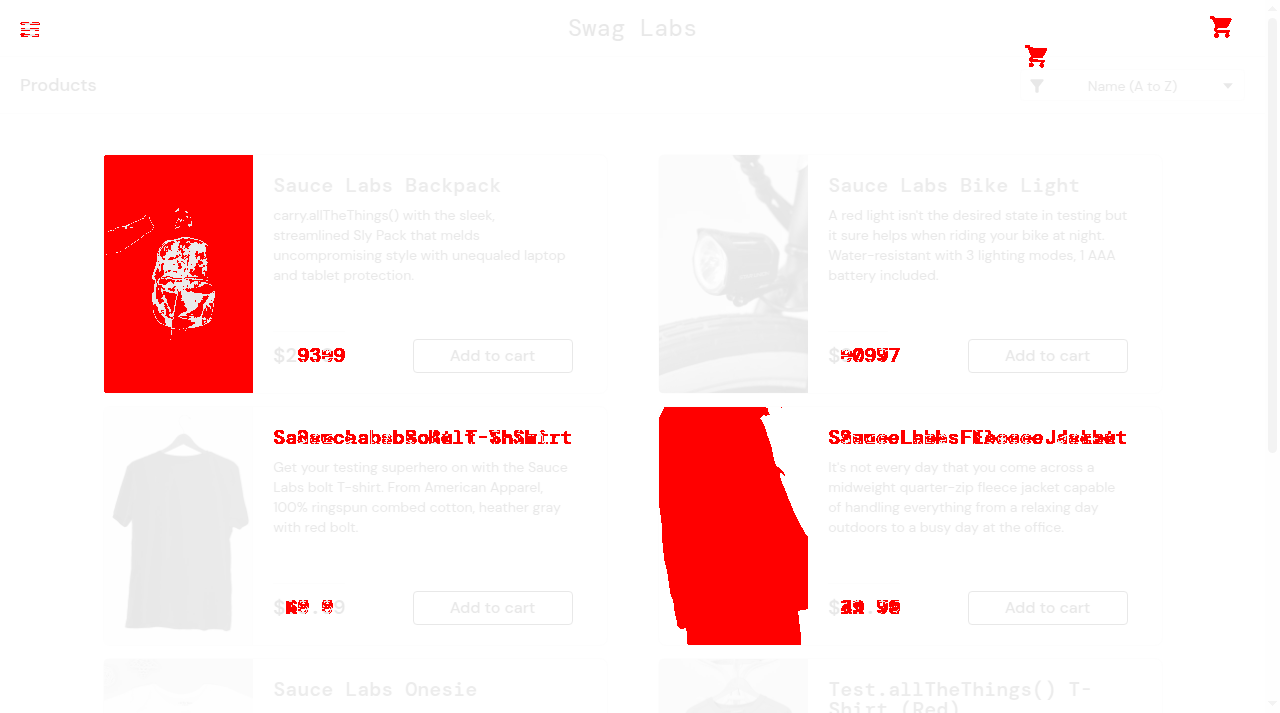 Swag Labs
Products
Name (A to Z)
Sauce Labs Backpack
carry.allTheThings() with the sleek,
streamlined Sly Pack that melds
uncompromising style with unequaled laptop
and tablet protection.
Add to cart
Sauce Labs Bike Light
A red light isn't the desired state in testing but
it sure helps when riding your bike at night.
Water-resistant with 3 lighting modes, 1 AAA
battery included.
Add to cart
Get your testing superhero on with the Sauce
Labs bolt T-shirt. From American Apparel,
100% ringspun combed cotton, heather gray
with red bolt.
Add to cart
It's not every day that you come across a
midweight quarter-zip fleece jacket capable
of handling everything from a relaxing day
outdoors to a busy day at the office.
Add to cart
Sauce Labs Onesie
Test.allTheThings() T-
Shirt (Red)